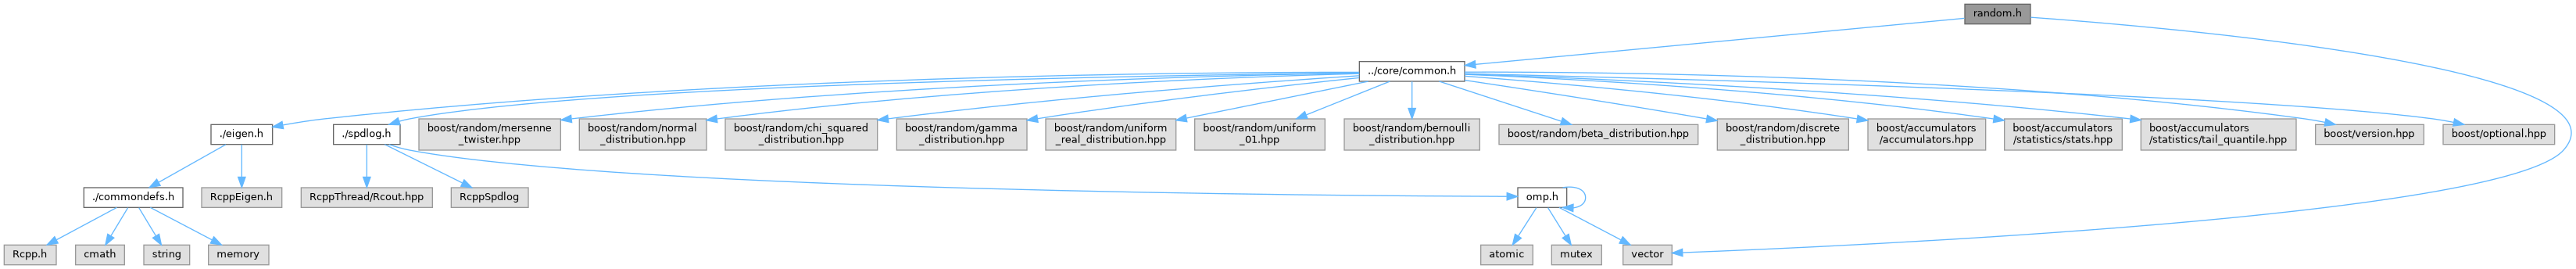 random.h
../core/common.h
./eigen.h
./spdlog.h
boost/random/mersenne
_twister.hpp
boost/random/normal
_distribution.hpp
boost/random/chi_squared
_distribution.hpp
boost/random/gamma
_distribution.hpp
boost/random/uniform
_real_distribution.hpp
boost/random/uniform
_01.hpp
boost/random/bernoulli
_distribution.hpp
boost/random/beta_distribution.hpp
boost/random/discrete
_distribution.hpp
boost/accumulators
/accumulators.hpp
boost/accumulators
/statistics/stats.hpp
boost/accumulators
/statistics/tail_quantile.hpp
boost/version.hpp
boost/optional.hpp
./commondefs.h
RcppEigen.h
RcppThread/Rcout.hpp
RcppSpdlog
omp.h
Rcpp.h
cmath
string
memory
atomic
mutex
vector